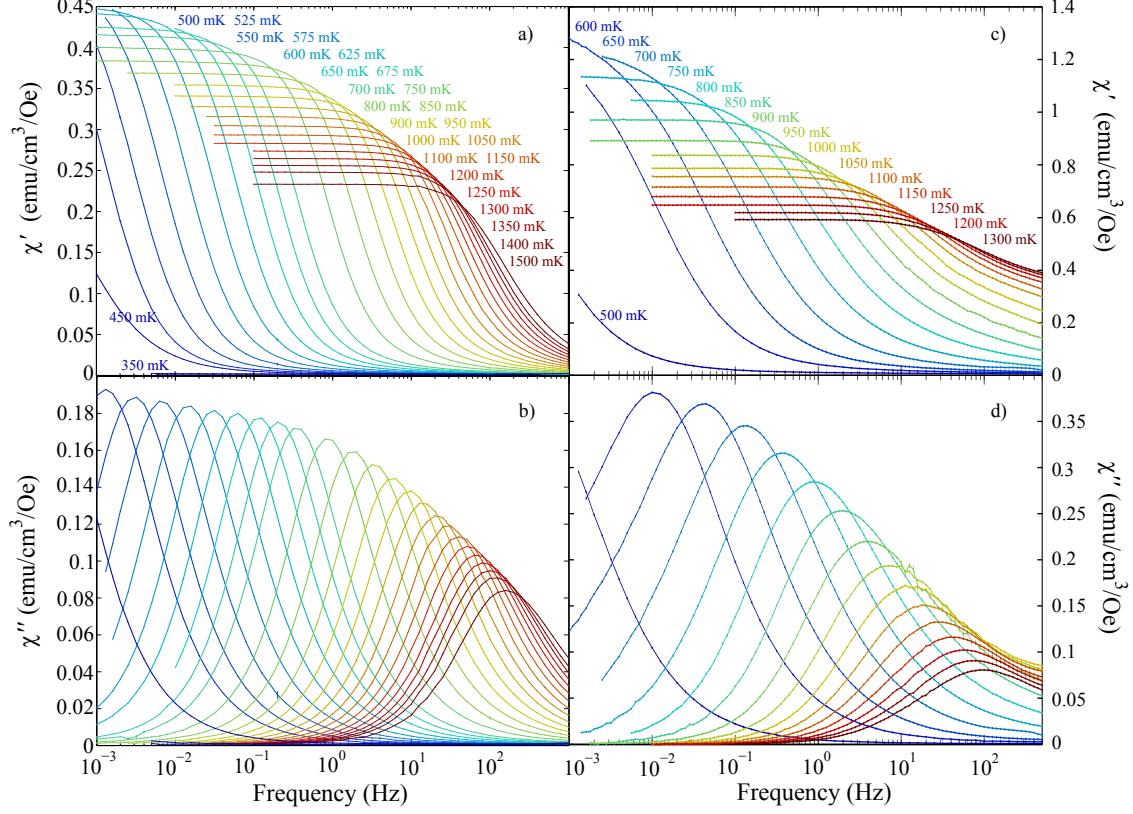 a)
χ′ (emu/cm³/Oe)
0.45
0.4
0.35
0.3
0.25
0.2
0.15
0.1
0.05
0
500 mK 525 mK
550 mK 575 mK
600 mK 625 mK
650 mK 675 mK
700 mK 750 mK
800 mK 850 mK
900 mK 950 mK
1000 mK 1050 mK
1100 mK 1150 mK
1200 mK
1250 mK
1300 mK
1350 mK
1400 mK
1500 mK
450 mK
350 mK
c)
χ′ (emu/cm³/Oe)
1.4
1.2
1
0.8
0.6
0.4
0.2
0
600 mK
650 mK
700 mK
750 mK
800 mK
850 mK
900 mK
950 mK
1000 mK
1050 mK
1100 mK
1150 mK
1250 mK
1200 mK
1300 mK
500 mK
b)
χ″ (emu/cm³/Oe)
0.18
0.16
0.14
0.12
0.1
0.08
0.06
0.04
0.02
0
10⁻³ 10⁻² 10⁻¹ 10⁰ 10¹ 10²
Frequency (Hz)
d)
χ″ (emu/cm³/Oe)
0.35
0.3
0.25
0.2
0.15
0.1
0.05
0
10⁻³ 10⁻² 10⁻¹ 10⁰ 10¹ 10²
Frequency (Hz)